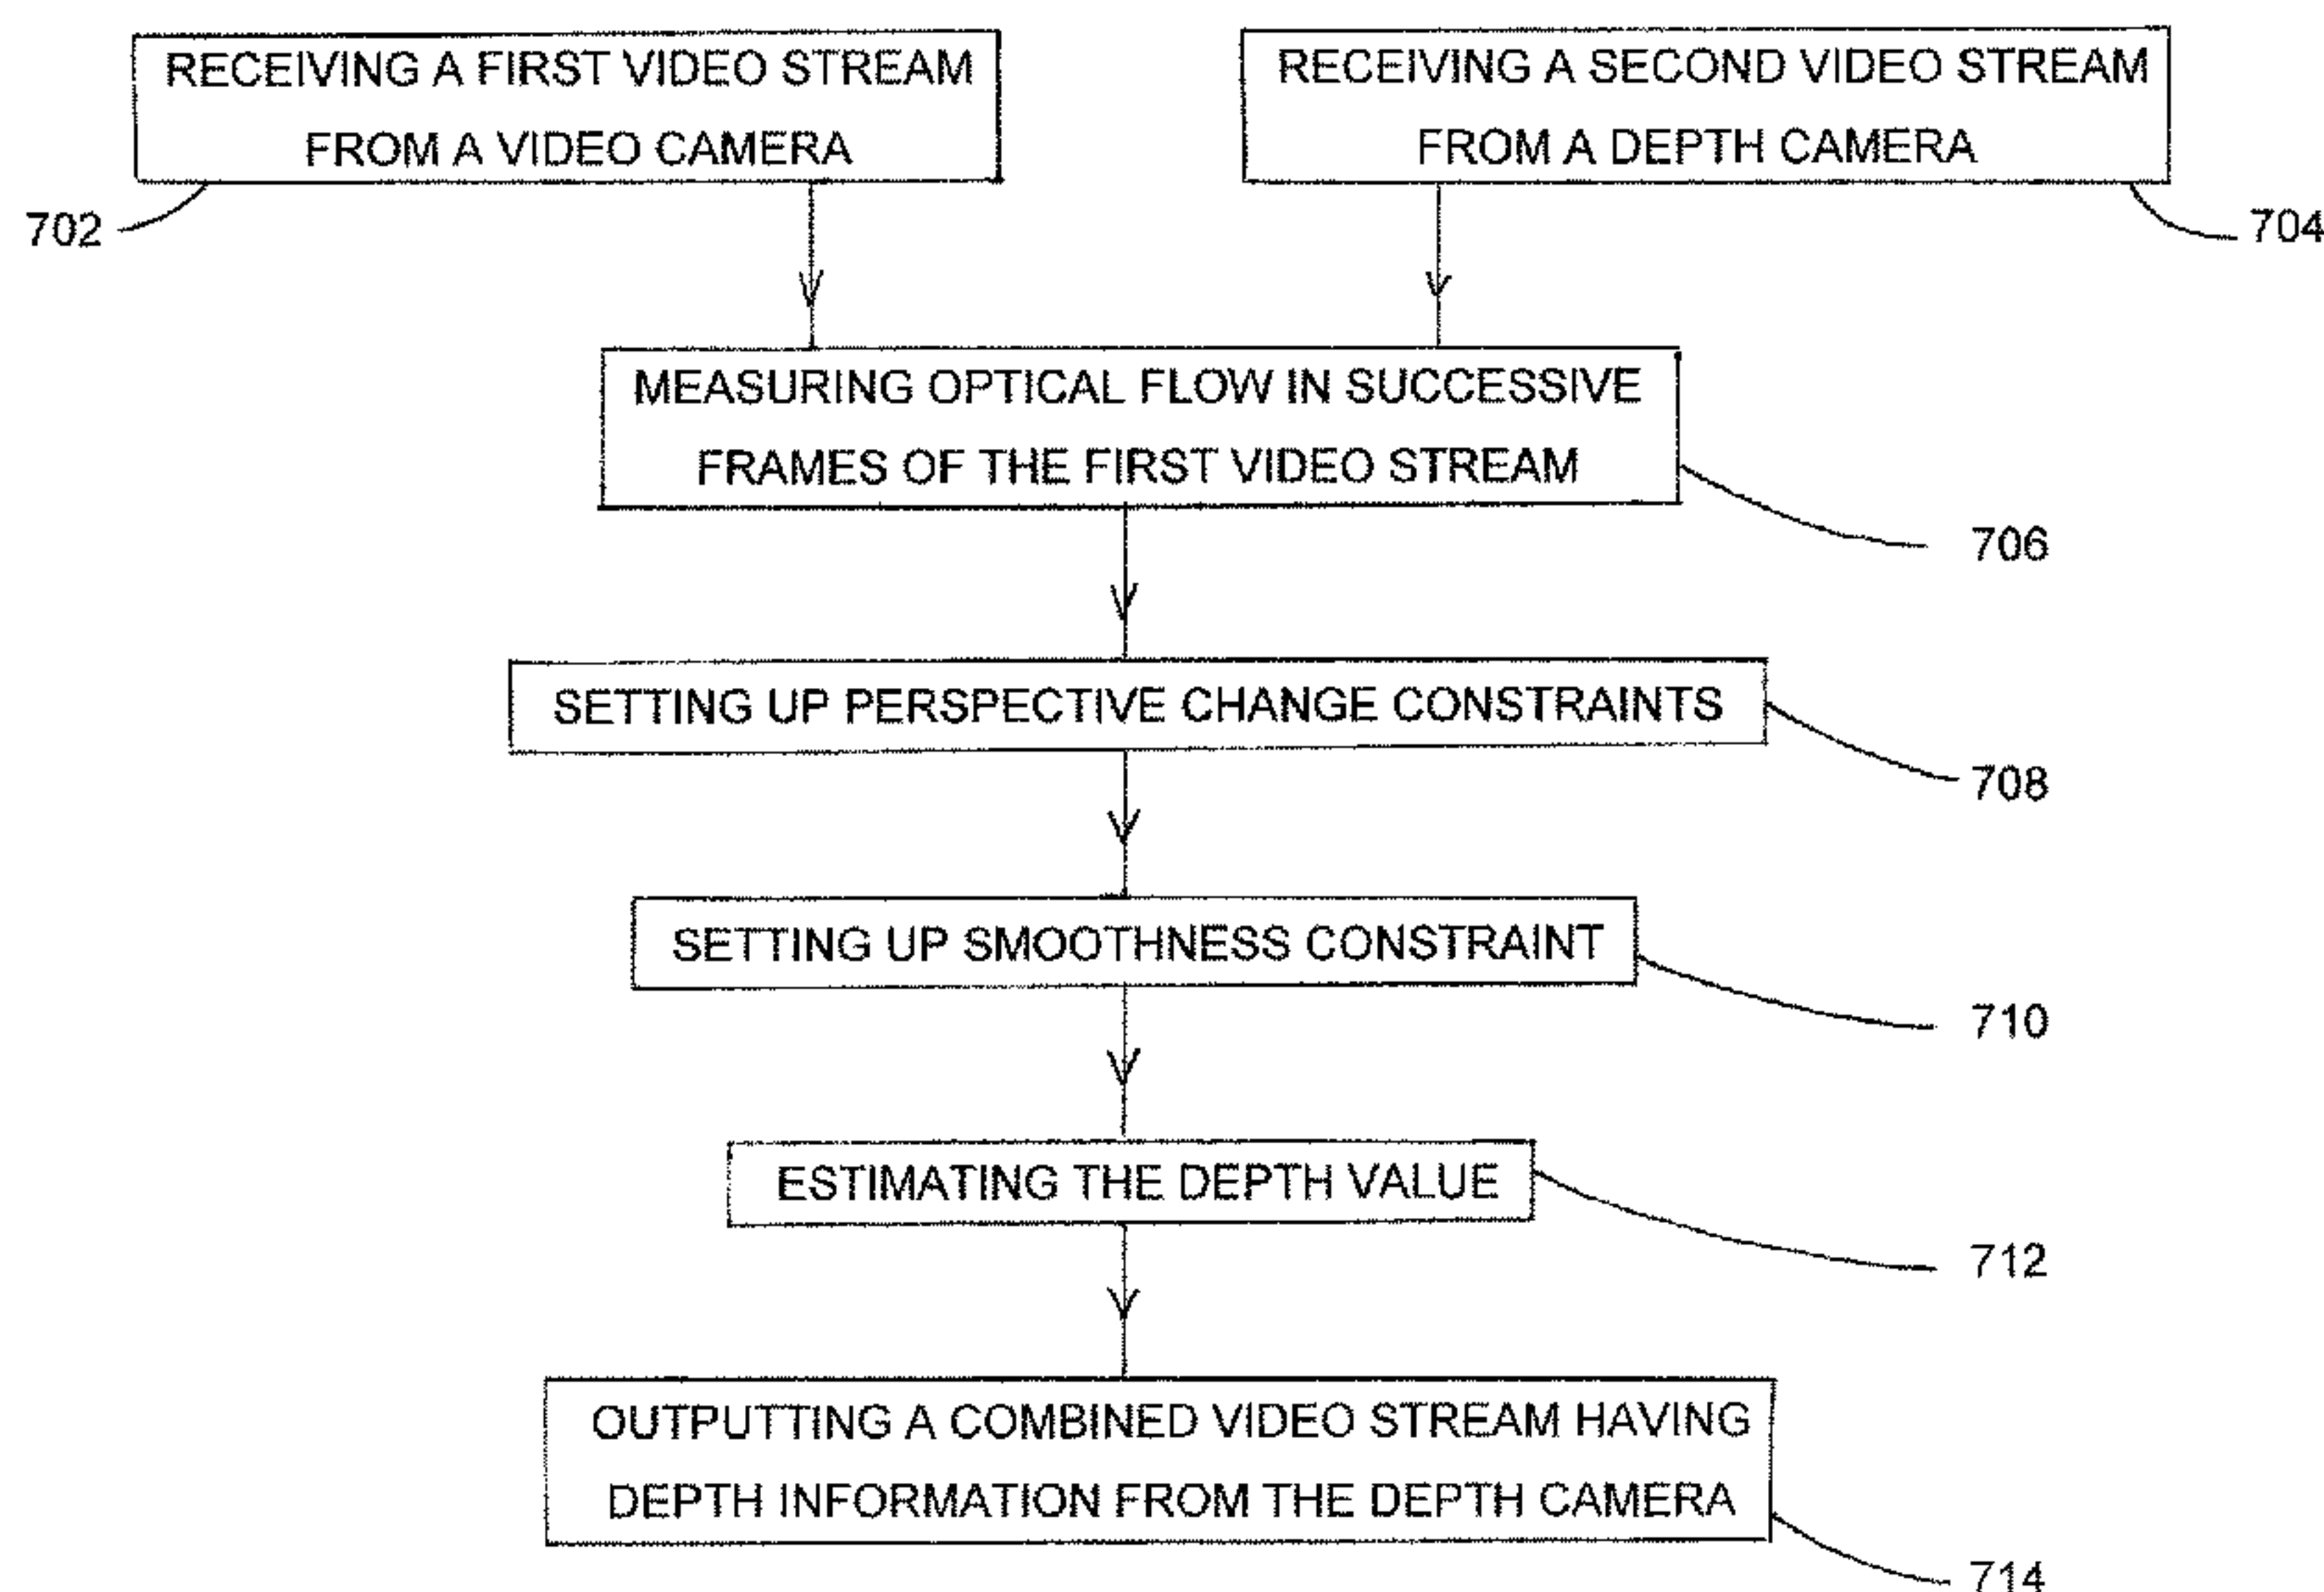 RECEIVING A FIRST VIDEO STREAM
FROM A VIDEO CAMERA
RECEIVING A SECOND VIDEO STREAM
FROM A DEPTH CAMERA
702
704
MEASURING OPTICAL FLOW IN SUCCESSIVE
FRAMES OF THE FIRST VIDEO STREAM
706
SETTING UP PERSPECTIVE CHANGE CONSTRAINTS
708
SETTING UP SMOOTHNESS CONSTRAINT
710
ESTIMATING THE DEPTH VALUE
712
OUTPUTTING A COMBINED VIDEO STREAM HAVING
DEPTH INFORMATION FROM THE DEPTH CAMERA
714